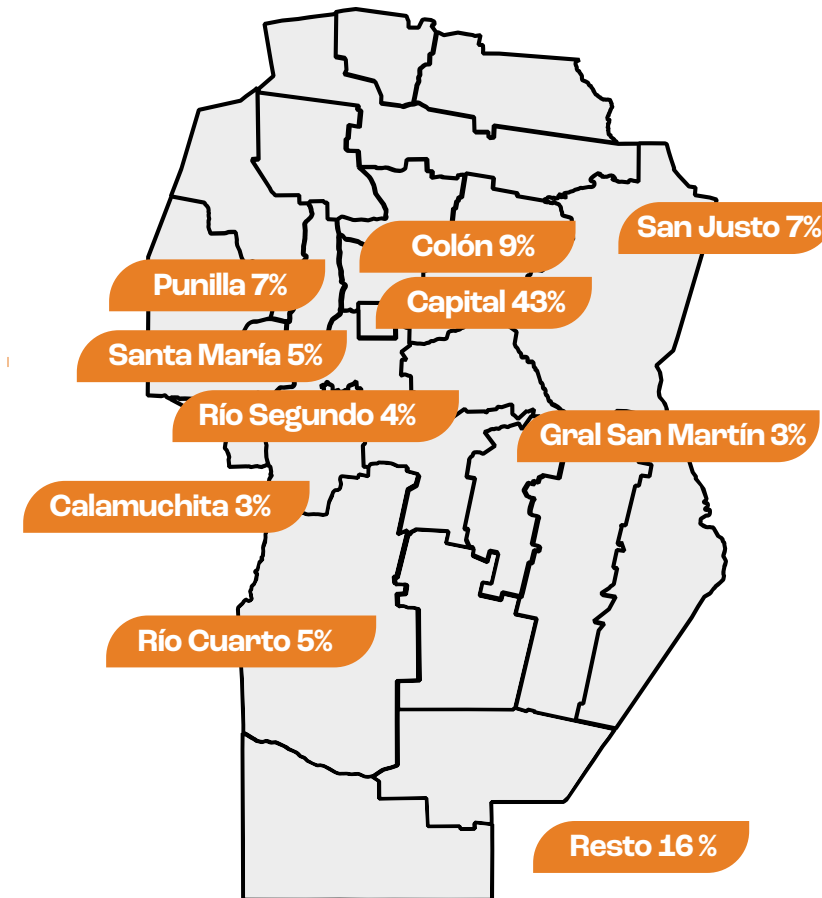 San Justo 7%
Colón 9%
Punilla 7%
Capital 43%
Santa María 5%
Río Segundo 4%
Gral San Martín 3%
Calamuchita 3%
Río Cuarto 5%
Resto 16 %